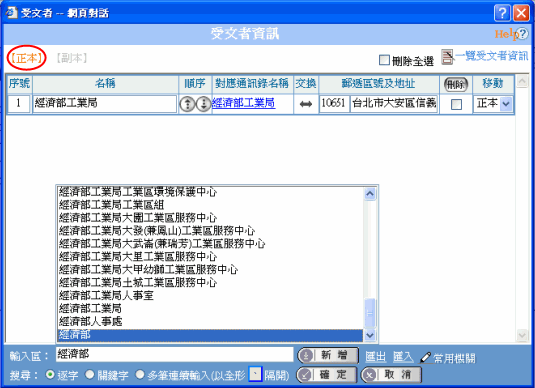 受文者 -- 網頁對話
受文者資訊
Help?
【正本】 【副本】
刪除全選 一覽受文者資訊
序號 名稱 順序 對應通訊錄名稱 交換 郵遞區號及地址 刪除 移動
1 經濟部工業局 經濟部工業局 10651 台北市大安區信義 正本
經濟部工業局工業區環境保護中心
經濟部工業局工業區組
經濟部工業局大園工業區服務中心
經濟部工業局大發(兼鳳山)工業區服務中心
經濟部工業局大武崙(兼瑞芳)工業區服務中心
經濟部工業局大里工業區服務中心
經濟部工業局大甲幼獅工業區服務中心
經濟部工業局土城工業區服務中心
經濟部工業局人事室
經濟部工業局
經濟部人事處
經濟部
輸入區： 經濟部 新 增 匯出 匯入 常用機關
搜尋： 逐字 關鍵字 多筆連續輸入(以全形 隔開) 確 定 取 消